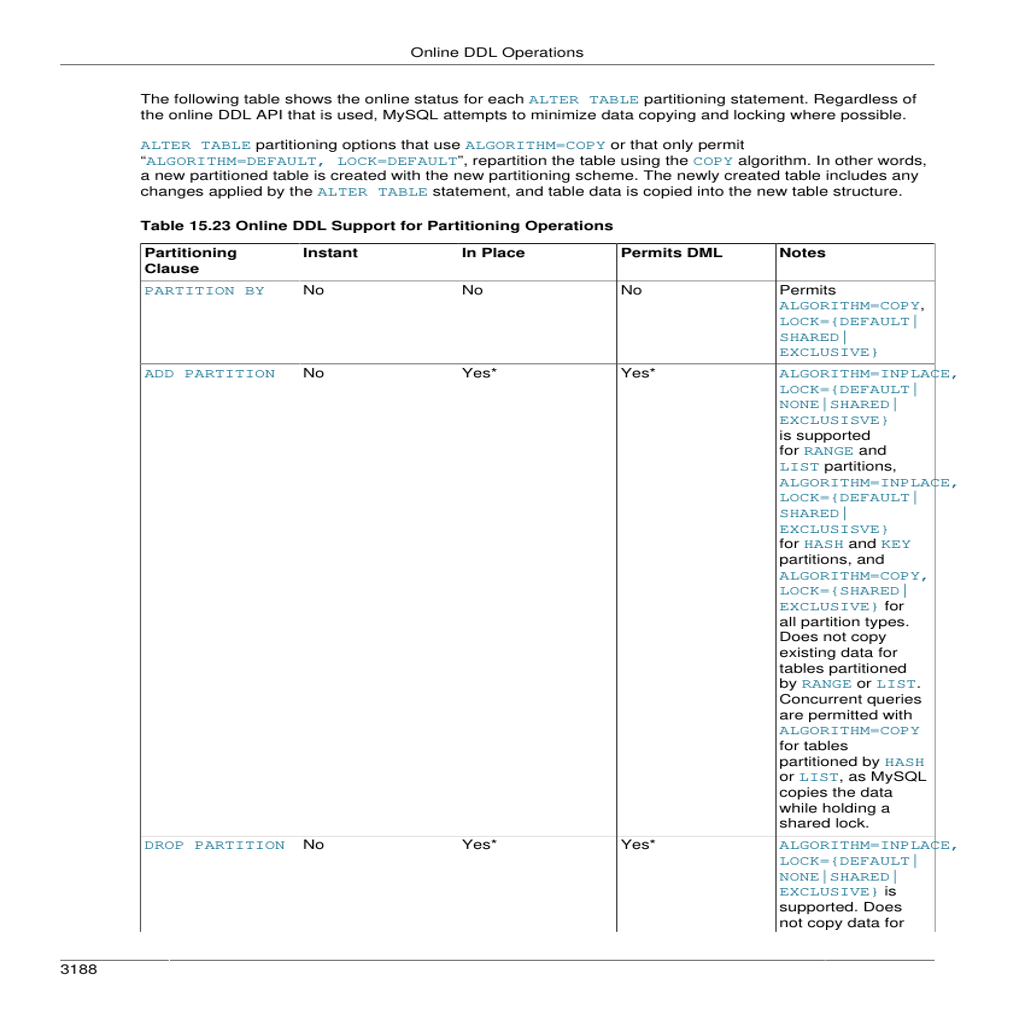 Online DDL Operations
The following table shows the online status for each ALTER TABLE partitioning statement. Regardless of
the online DDL API that is used, MySQL attempts to minimize data copying and locking where possible.
ALTER TABLE partitioning options that use ALGORITHM=COPY or that only permit
“ALGORITHM=DEFAULT, LOCK=DEFAULT”, repartition the table using the COPY algorithm. In other words,
a new partitioned table is created with the new partitioning scheme. The newly created table includes any
changes applied by the ALTER TABLE statement, and table data is copied into the new table structure.
Table 15.23 Online DDL Support for Partitioning Operations
Partitioning
Clause
Instant
In Place
Permits DML
Notes
PARTITION BY
No
No
No
Permits
ALGORITHM=COPY,
LOCK={DEFAULT|
SHARED|
EXCLUSIVE}
ADD PARTITION
No
Yes*
Yes*
ALGORITHM=INPLACE,
LOCK={DEFAULT|
NONE|SHARED|
EXCLUSISVE}
is supported
for RANGE and
LIST partitions,
ALGORITHM=INPLACE,
LOCK={DEFAULT|
SHARED|
EXCLUSISVE}
for HASH and KEY
partitions, and
ALGORITHM=COPY,
LOCK={SHARED|
EXCLUSIVE} for
all partition types.
Does not copy
existing data for
tables partitioned
by RANGE or LIST.
Concurrent queries
are permitted with
ALGORITHM=COPY
for tables
partitioned by HASH
or LIST, as MySQL
copies the data
while holding a
shared lock.
DROP PARTITION
No
Yes*
Yes*
ALGORITHM=INPLACE,
LOCK={DEFAULT|
NONE|SHARED|
EXCLUSIVE} is
supported. Does
not copy data for
3188